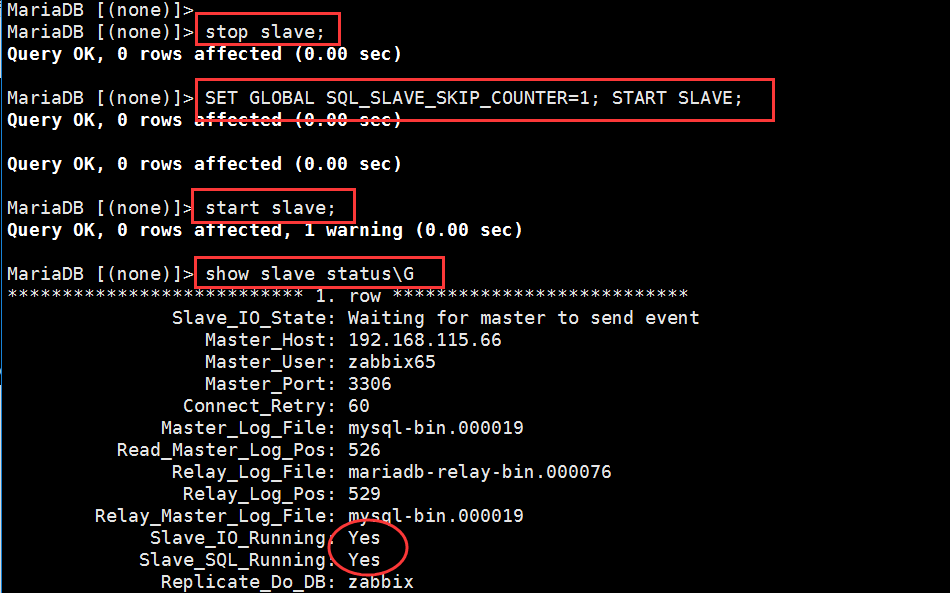 MariaDB [(none)]>
MariaDB [(none)]> stop slave;
Query OK, 0 rows affected (0.00 sec)
MariaDB [(none)]> SET GLOBAL SQL_SLAVE_SKIP_COUNTER=1; START SLAVE;
Query OK, 0 rows affected (0.00 sec)
Query OK, 0 rows affected (0.00 sec)
MariaDB [(none)]> start slave;
Query OK, 0 rows affected, 1 warning (0.00 sec)
MariaDB [(none)]> show slave status\G
*************************** 1. row ***************************
Slave_IO_State: Waiting for master to send event
Master_Host: 192.168.115.66
Master_User: zabbix65
Master_Port: 3306
Connect_Retry: 60
Master_Log_File: mysql-bin.000019
Read_Master_Log_Pos: 526
Relay_Log_File: mariadb-relay-bin.000076
Relay_Log_Pos: 529
Relay_Master_Log_File: mysql-bin.000019
Slave_IO_Running: Yes
Slave_SQL_Running: Yes
Replicate_Do_DB: zabbix